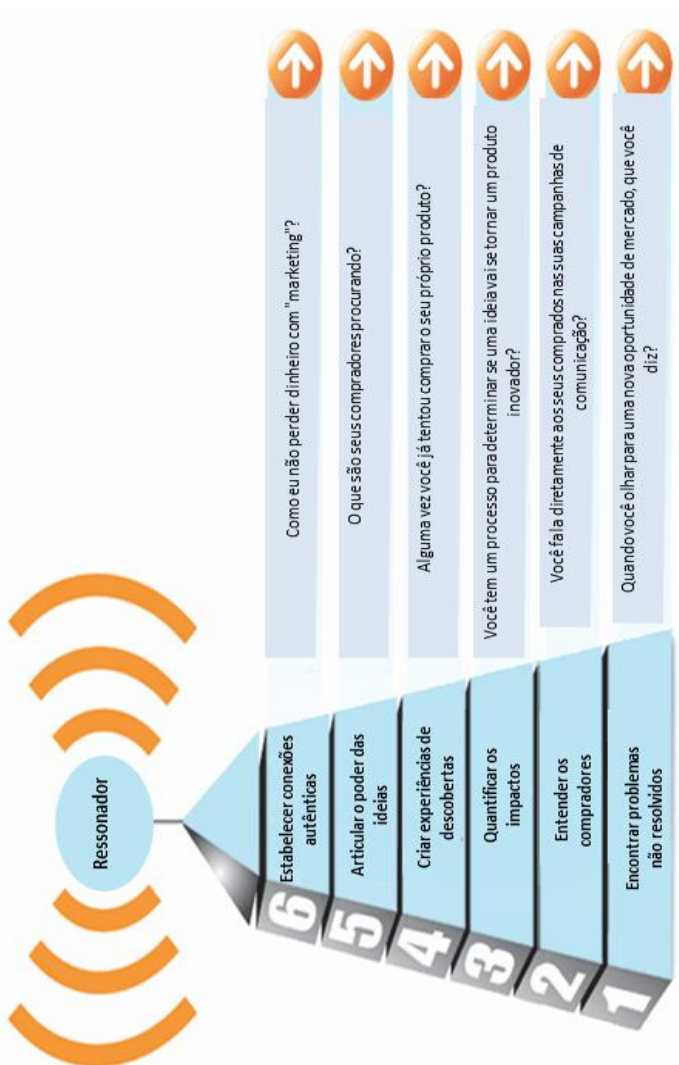 Ressonador
6
Estabelecer conexões
autênticas
Como eu não perder dinheiro com "marketing"?
5
Articular o poder das
ideias
O que são seus compradores procurando?
4
Criar experiências de
descobertas
Alguma vez você já tentou comprar o seu próprio produto?
3
Quantificar os
impactos
Você tem um processo para determinar se uma ideia vai se tornar um produto
inovador?
2
Entender os
compradores
Você fala diretamente aos seus comprados nas suas campanhas de
comunicação?
1
Encontrar problemas
não resolvidos
Quando você olhar para uma nova oportunidade de mercado, que você
diz?